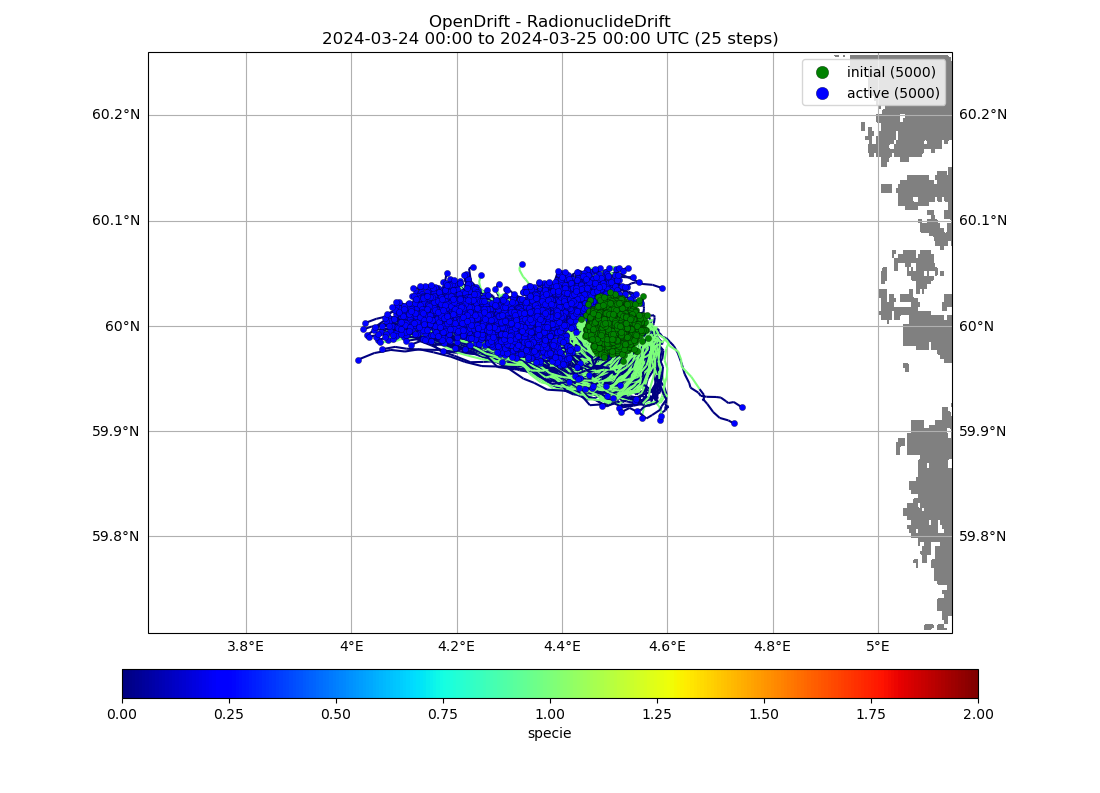 OpenDrift - RadionuclideDrift
2024-03-24 00:00 to 2024-03-25 00:00 UTC (25 steps)
initial (5000)
active (5000)
60.2°N 60.2°N
60.1°N 60.1°N
60°N 60°N
59.9°N 59.9°N
59.8°N 59.8°N
3.8°E 4°E 4.2°E 4.4°E 4.6°E 4.8°E 5°E
0.00 0.25 0.50 0.75 1.00 1.25 1.50 1.75 2.00
specie